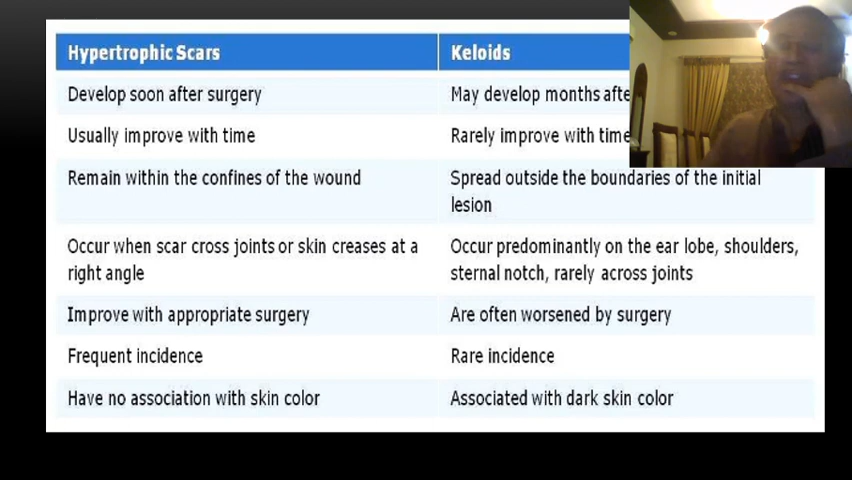 Hypertrophic Scars
Keloids
Develop soon after surgery
May develop months afte
Usually improve with time
Rarely improve with time
Remain within the confines of the wound
Spread outside the boundaries of the initial
lesion
Occur when scar cross joints or skin creases at a
right angle
Occur predominantly on the ear lobe, shoulders,
sternal notch, rarely across joints
Improve with appropriate surgery
Are often worsened by surgery
Frequent incidence
Rare incidence
Have no association with skin color
Associated with dark skin color